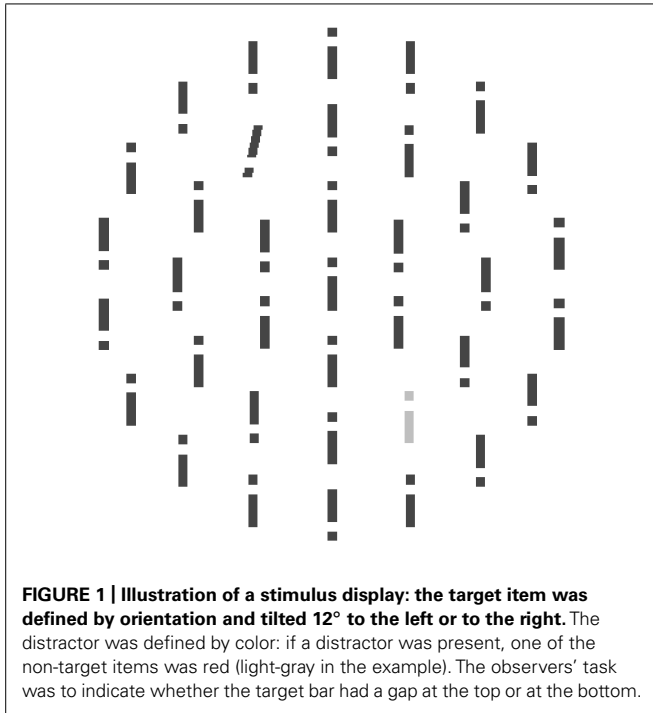 FIGURE 1 | Illustration of a stimulus display: the target item was
defined by orientation and tilted 12° to the left or to the right. The
distractor was defined by color: if a distractor was present, one of the
non-target items was red (light-gray in the example). The observers' task
was to indicate whether the target bar had a gap at the top or at the bottom.